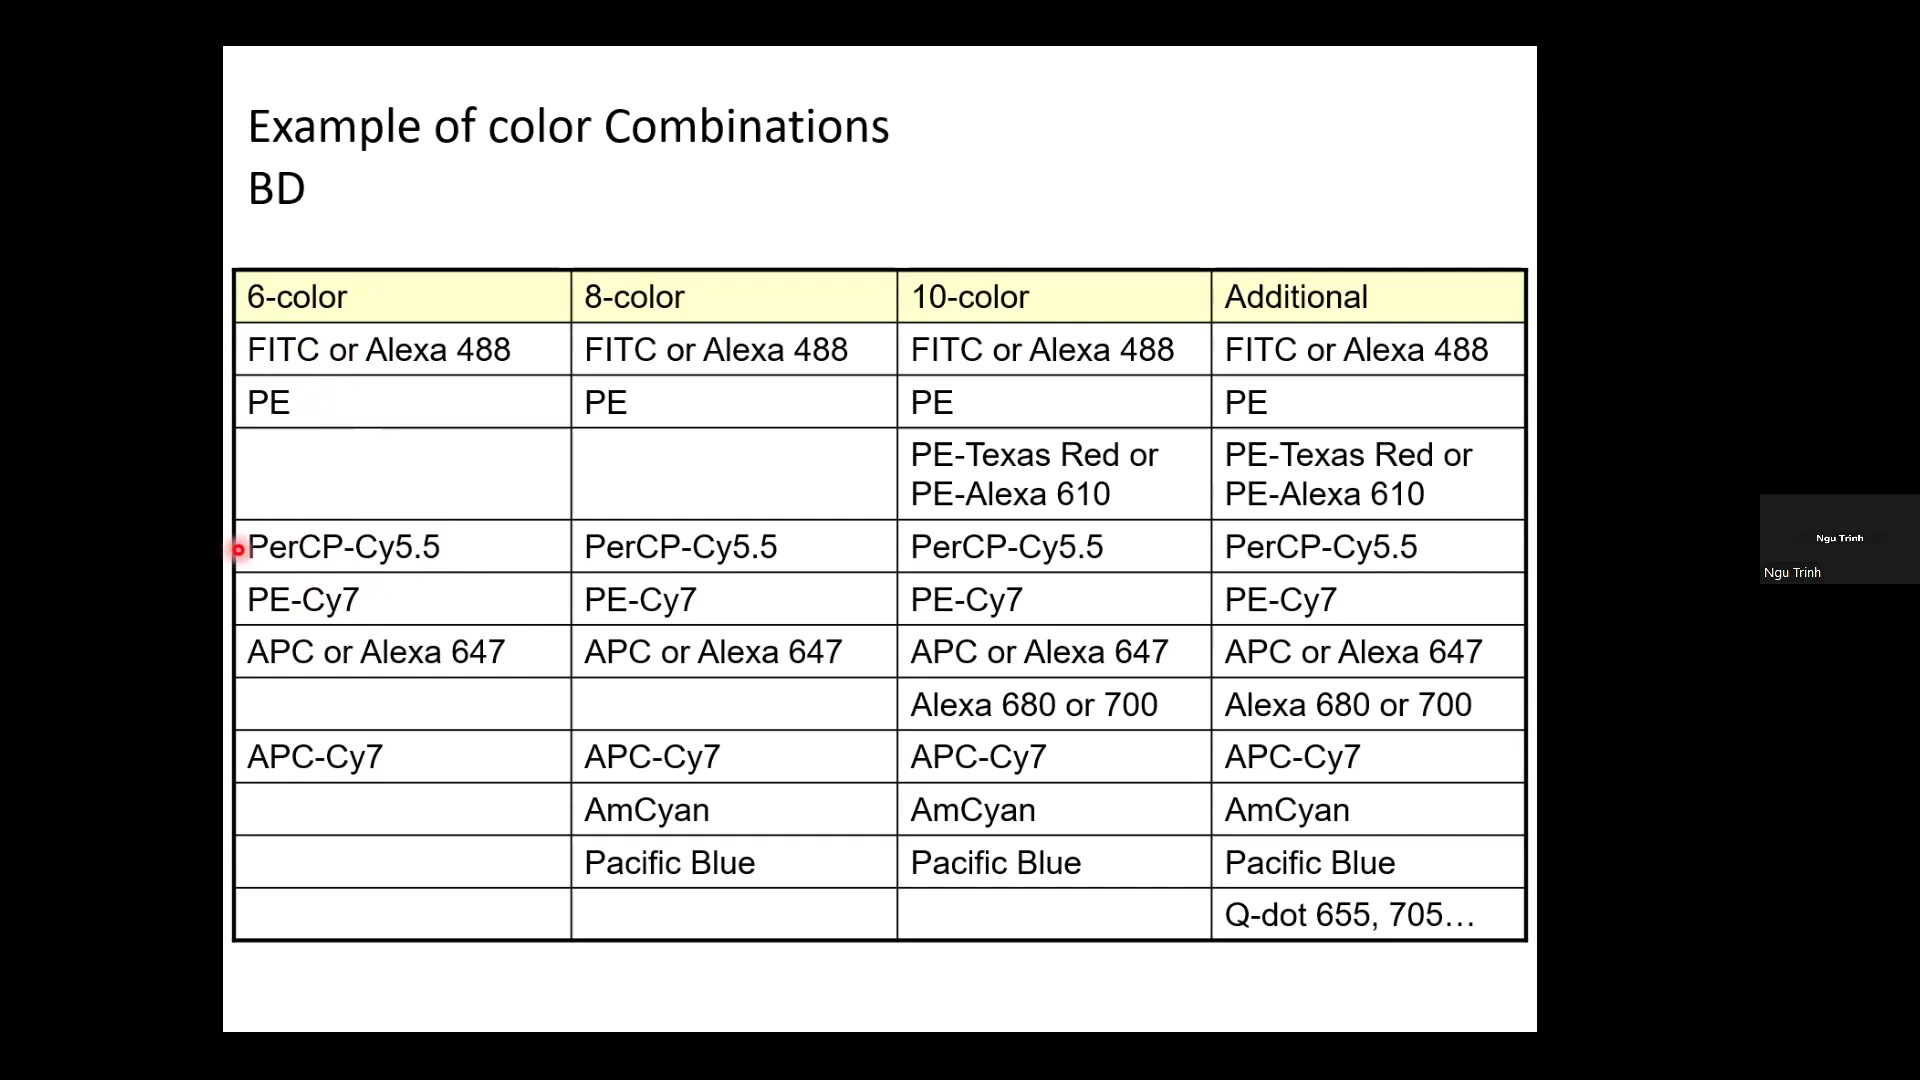 Example of color Combinations
BD
6-color 8-color 10-color Additional
FITC or Alexa 488 FITC or Alexa 488 FITC or Alexa 488 FITC or Alexa 488
PE PE PE PE
PE-Texas Red or PE-Texas Red or
PE-Alexa 610 PE-Alexa 610
PerCP-Cy5.5 PerCP-Cy5.5 PerCP-Cy5.5 PerCP-Cy5.5
PE-Cy7 PE-Cy7 PE-Cy7 PE-Cy7
APC or Alexa 647 APC or Alexa 647 APC or Alexa 647 APC or Alexa 647
Alexa 680 or 700 Alexa 680 or 700
APC-Cy7 APC-Cy7 APC-Cy7 APC-Cy7
AmCyan AmCyan AmCyan
Pacific Blue Pacific Blue Pacific Blue
Q-dot 655, 705…
Ngu Trinh
Ngu Trinh